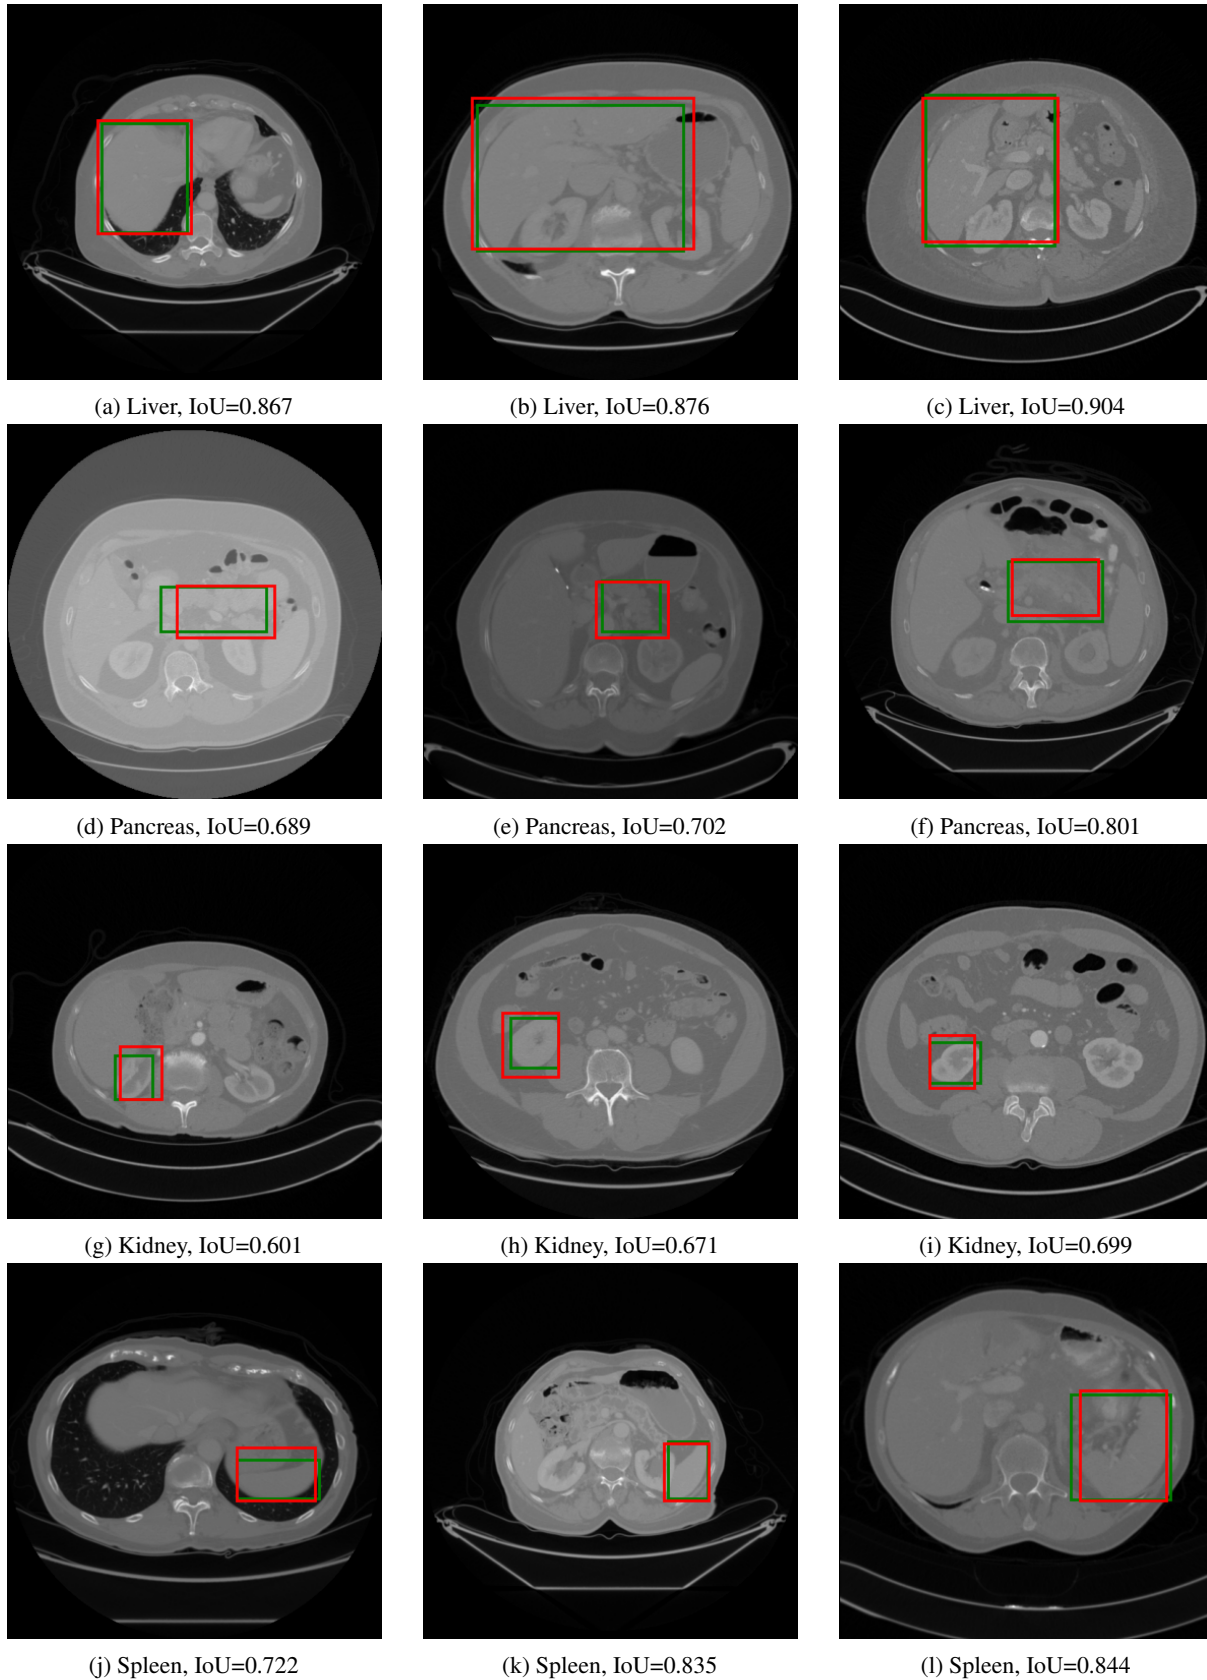 (a) Liver, IoU=0.867
(b) Liver, IoU=0.876
(c) Liver, IoU=0.904
(d) Pancreas, IoU=0.689
(e) Pancreas, IoU=0.702
(f) Pancreas, IoU=0.801
(g) Kidney, IoU=0.601
(h) Kidney, IoU=0.671
(i) Kidney, IoU=0.699
(j) Spleen, IoU=0.722
(k) Spleen, IoU=0.835
(l) Spleen, IoU=0.844